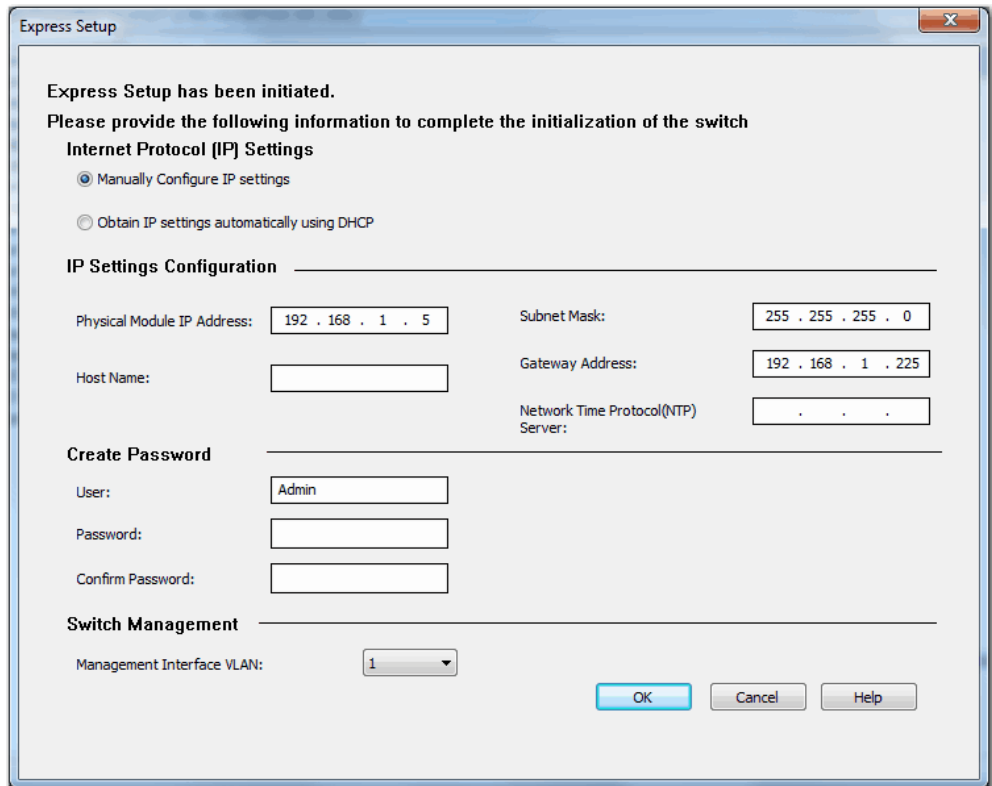 Express Setup
Express Setup has been initiated.
Please provide the following information to complete the initialization of the switch
Internet Protocol (IP) Settings
Manually Configure IP settings
Obtain IP settings automatically using DHCP
IP Settings Configuration
Physical Module IP Address: 192 . 168 . 1 . 5
Subnet Mask: 255 . 255 . 255 . 0
Host Name:
Gateway Address: 192 . 168 . 1 . 225
Network Time Protocol(NTP)
Server: . . .
Create Password
User: Admin
Password:
Confirm Password:
Switch Management
Management Interface VLAN: 1
OK Cancel Help